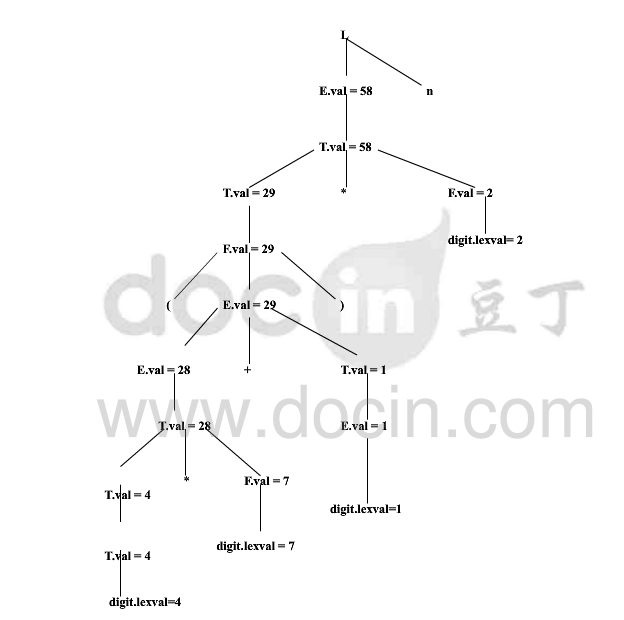 L
E.val = 58
n
T.val = 58
T.val = 29
*
F.val = 2
digit.lexval= 2
F.val = 29
(
E.val = 29
)
docin 豆丁
E.val = 28
+
T.val = 1
www.docin.com
T.val = 28
E.val = 1
T.val = 4
*
F.val = 7
digit.lexval=1
digit.lexval = 7
T.val = 4
digit.lexval=4